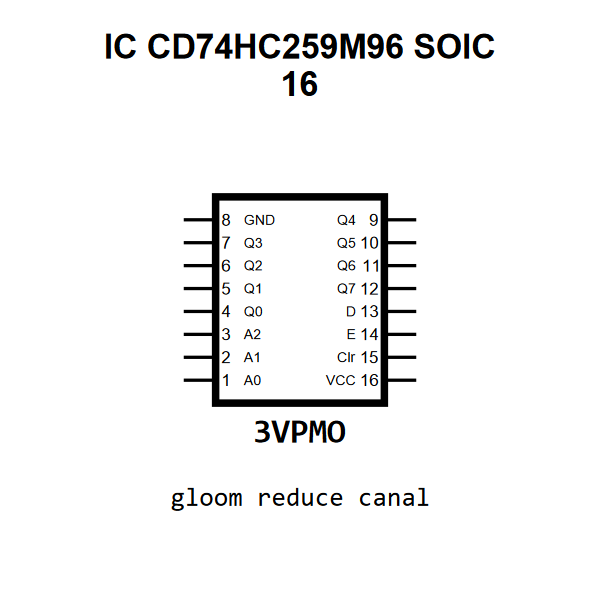 IC CD74HC259M96 SOIC
16
8 GND Q4 9
7 Q3 Q5 10
6 Q2 Q6 11
5 Q1 Q7 12
4 Q0 D 13
3 A2 E 14
2 A1 Clr 15
1 A0 VCC 16
3VPMO
gloom reduce canal